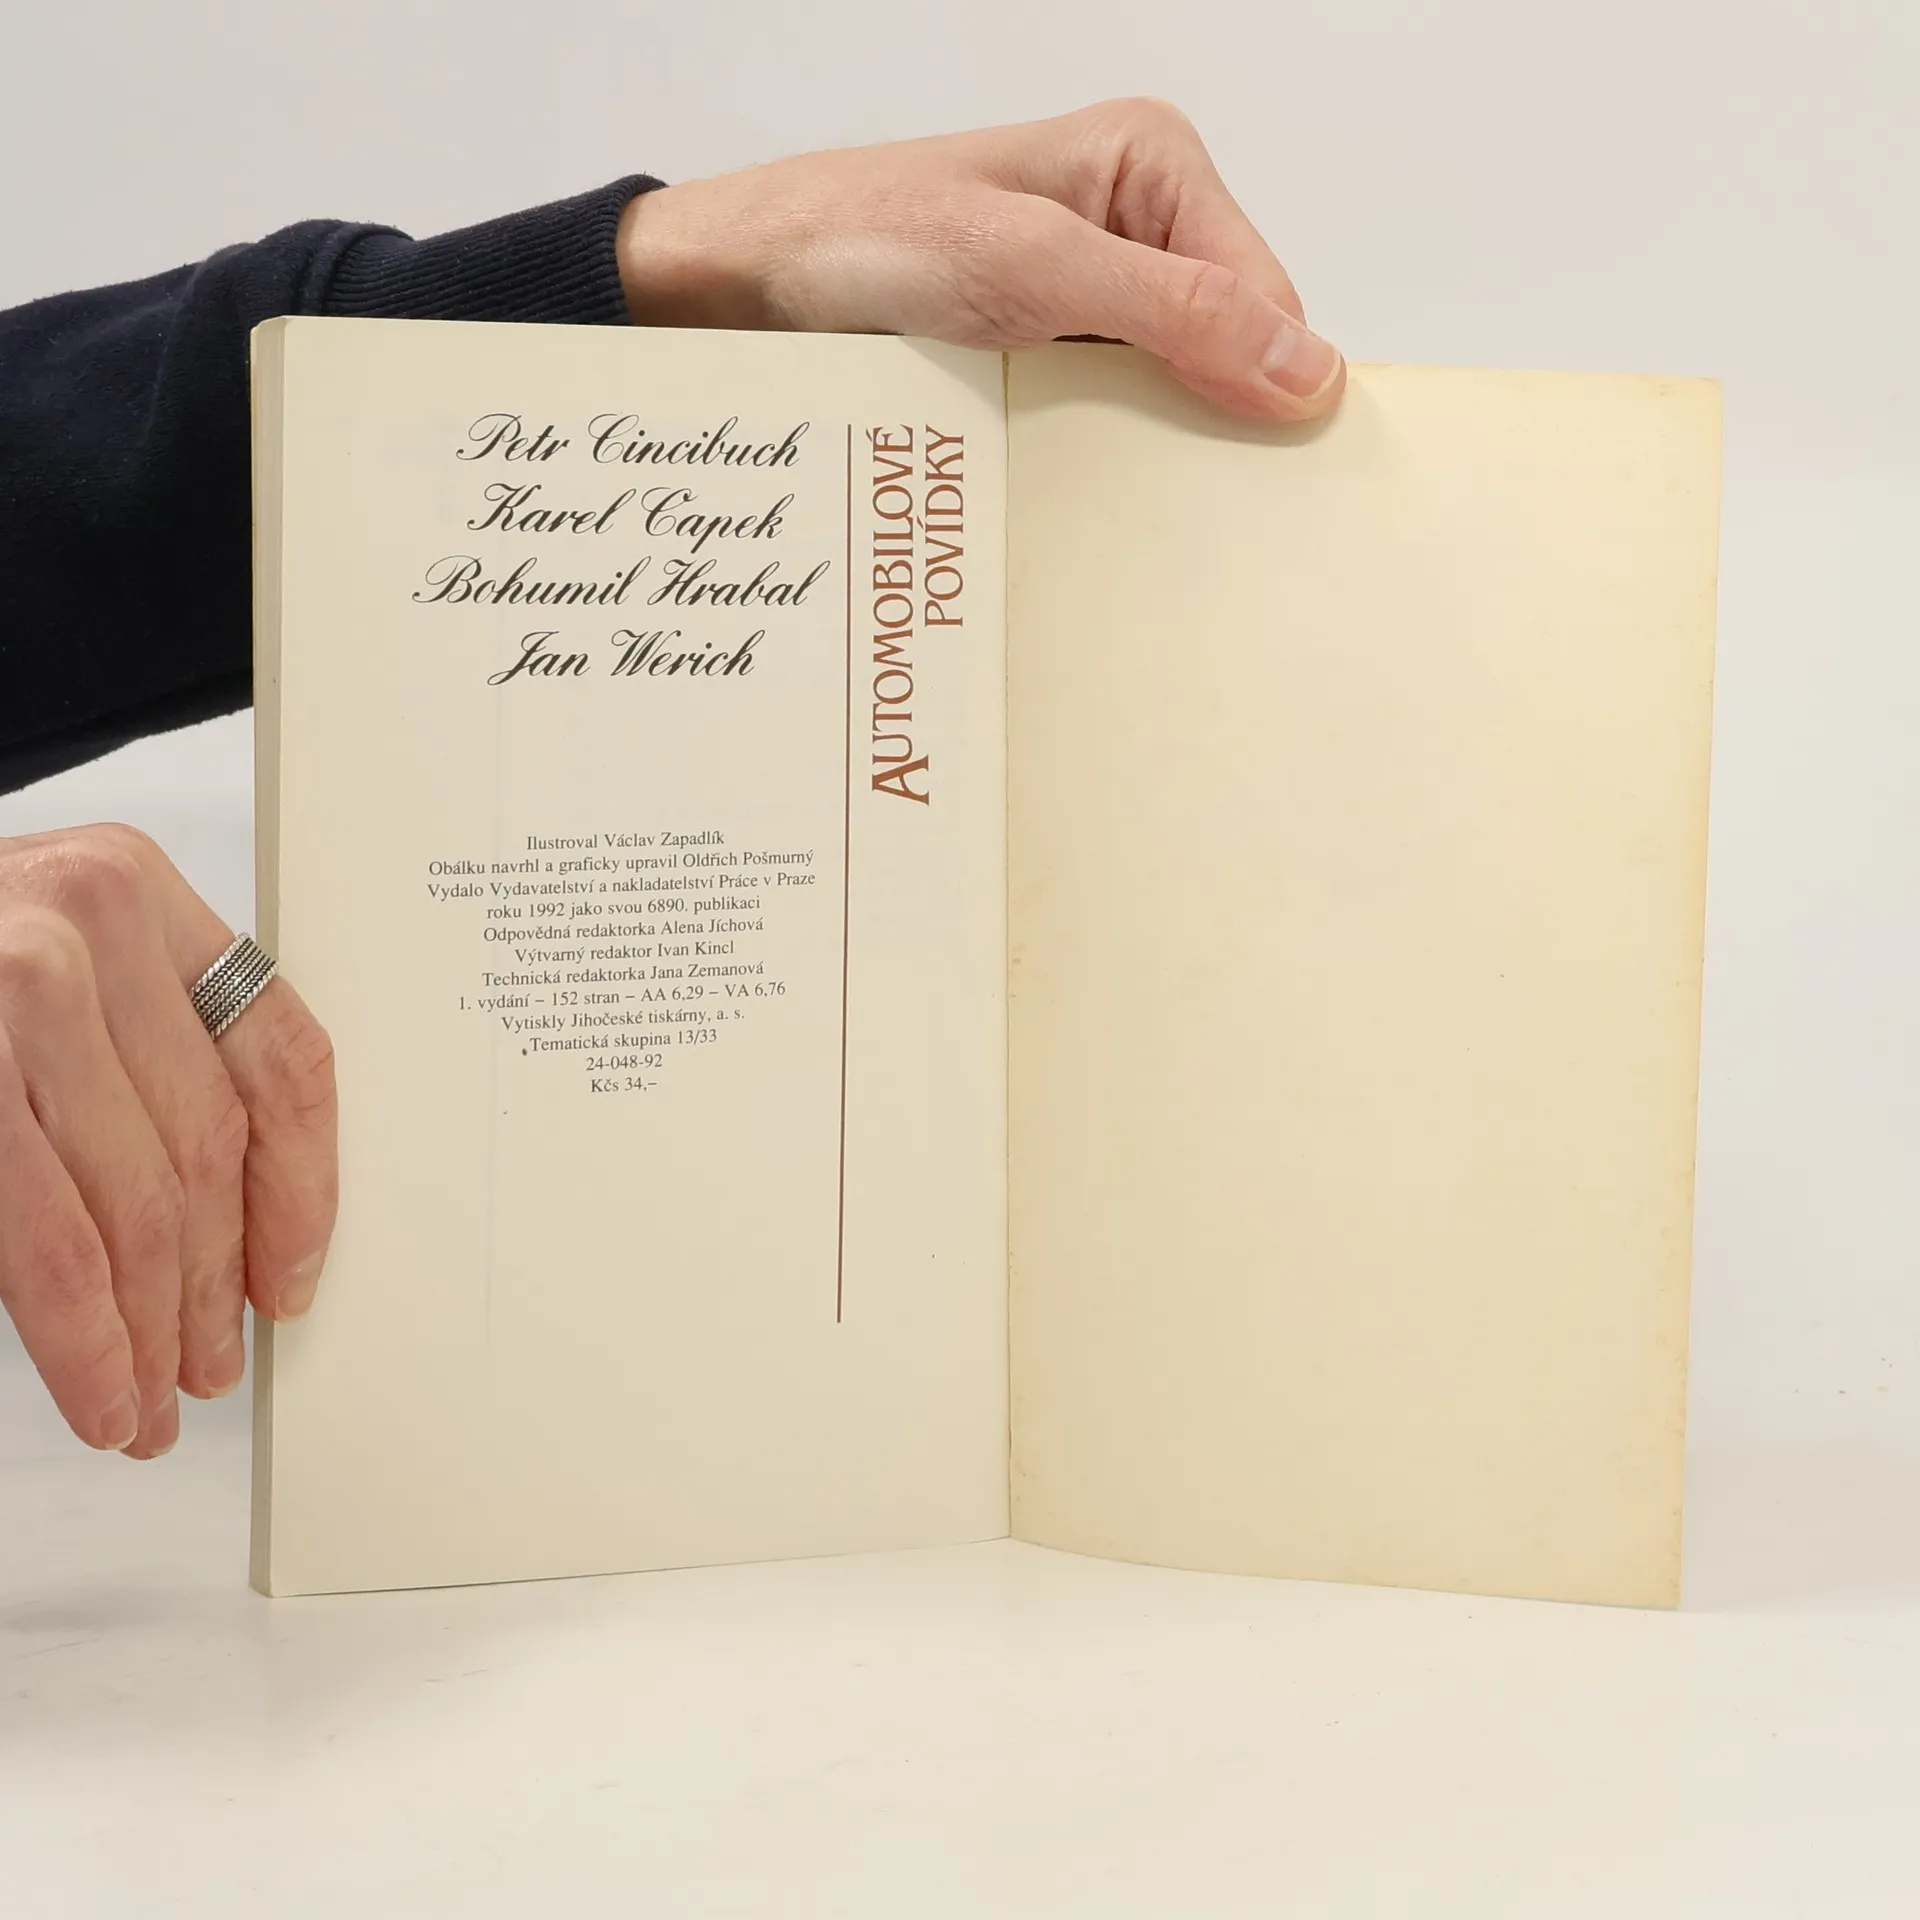 Petr Cincibuch
Karel Capek
Bohumil Hrabal
Jan Werich
AUTOMOBILOVÉ
POVÍDKY
Ilustroval Václav Zapadlík
Obálku navrhl a graficky upravil Oldřich Pošmurný
Vydalo Vydavatelství a nakladatelství Práce v Praze
roku 1992 jako svou 6890. publikaci
Odpovědná redaktorka Alena Jíchová
Výtvarný redaktor Ivan Kincl
Technická redaktorka Jana Zemanová
1. vydání – 152 stran – AA 6,29 – VA 6,76
Vytiskly Jihočeské tiskárny, a. s.
Tematická skupina 13/33
24-048-92
Kčs 34,–